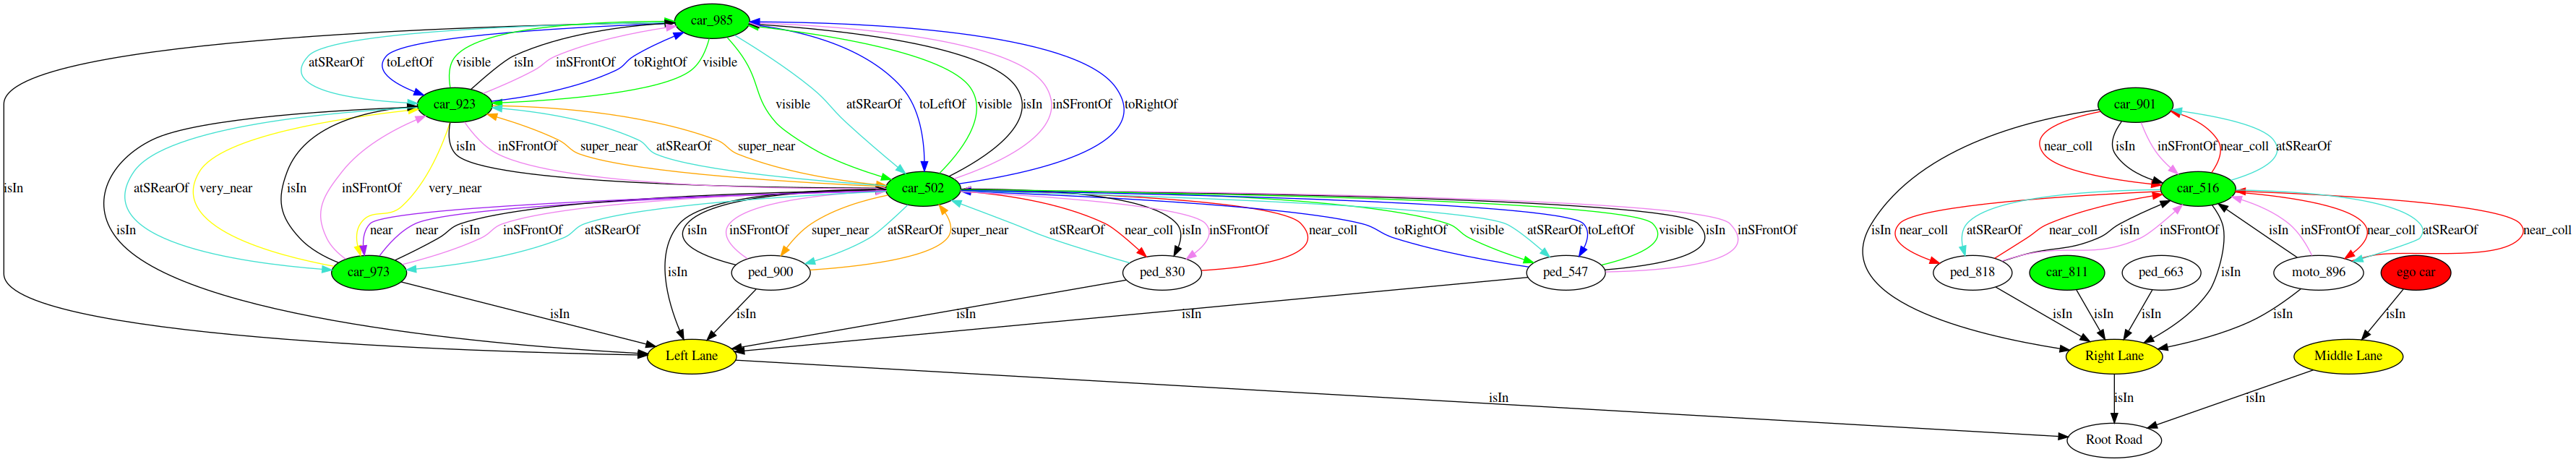 car_985
atSRearOf toLeftOf visible isIn inSFrontOf toRightOf visible
car_923 visible atSRearOf toLeftOf visible isIn inSFrontOf toRightOf car_901
isIn inSFrontOf super_near atSRearOf super_near near_coll isIn inSFrontOf near_coll atSRearOf
isIn atSRearOf very_near isIn inSFrontOf very_near car_502 car_516
isIn near near isIn inSFrontOf atSRearOf isIn inSFrontOf super_near atSRearOf super_near near_coll isIn inSFrontOf near_coll toRightOf visible atSRearOf toLeftOf visible isIn inSFrontOf isIn near_coll atSRearOf near_coll isIn inSFrontOf near_coll atSRearOf near_coll
car_973 isIn ped_900 atSRearOf ped_830 ped_547 ped_818 car_811 ped_663 isIn moto_896 ego car
isIn isIn isIn isIn isIn isIn isIn isIn isIn
Left Lane Right Lane Middle Lane
isIn isIn isIn
Root Road